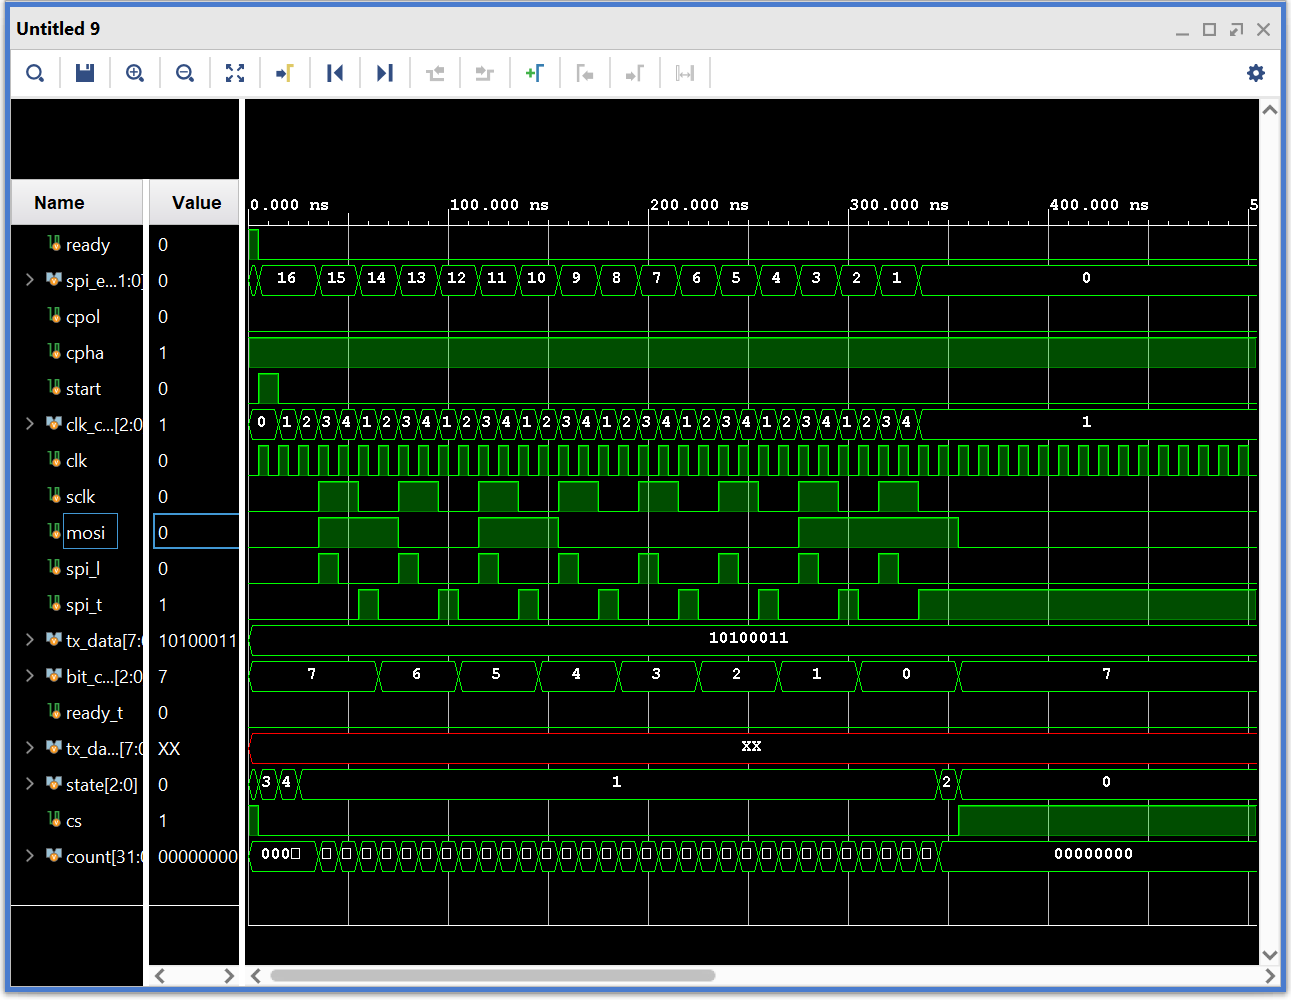 Untitled 9
Name Value
0.000 ns 100.000 ns 200.000 ns 300.000 ns 400.000 ns 5
ready 0
spi_e...1:0] 0 16 15 14 13 12 11 10 9 8 7 6 5 4 3 2 1 0
cpol 0
cpha 1
start 0
clk_c...[2:0 1 0 1 2 3 4 1 2 3 4 1 2 3 4 1 2 3 4 1 2 3 4 1 2 3 4 1 2 3 4 1 2 3 4 1
clk 0
sclk 0
mosi 0
spi_l 0
spi_t 1
tx_data[7:0 10100011 10100011
bit_c...[2:0 7 7 6 5 4 3 2 1 0 7
ready_t 0
tx_da...[7:0 XX XX
state[2:0] 0 3 4 1 2 0
cs 1
count[31:0 00000000 000 00000000